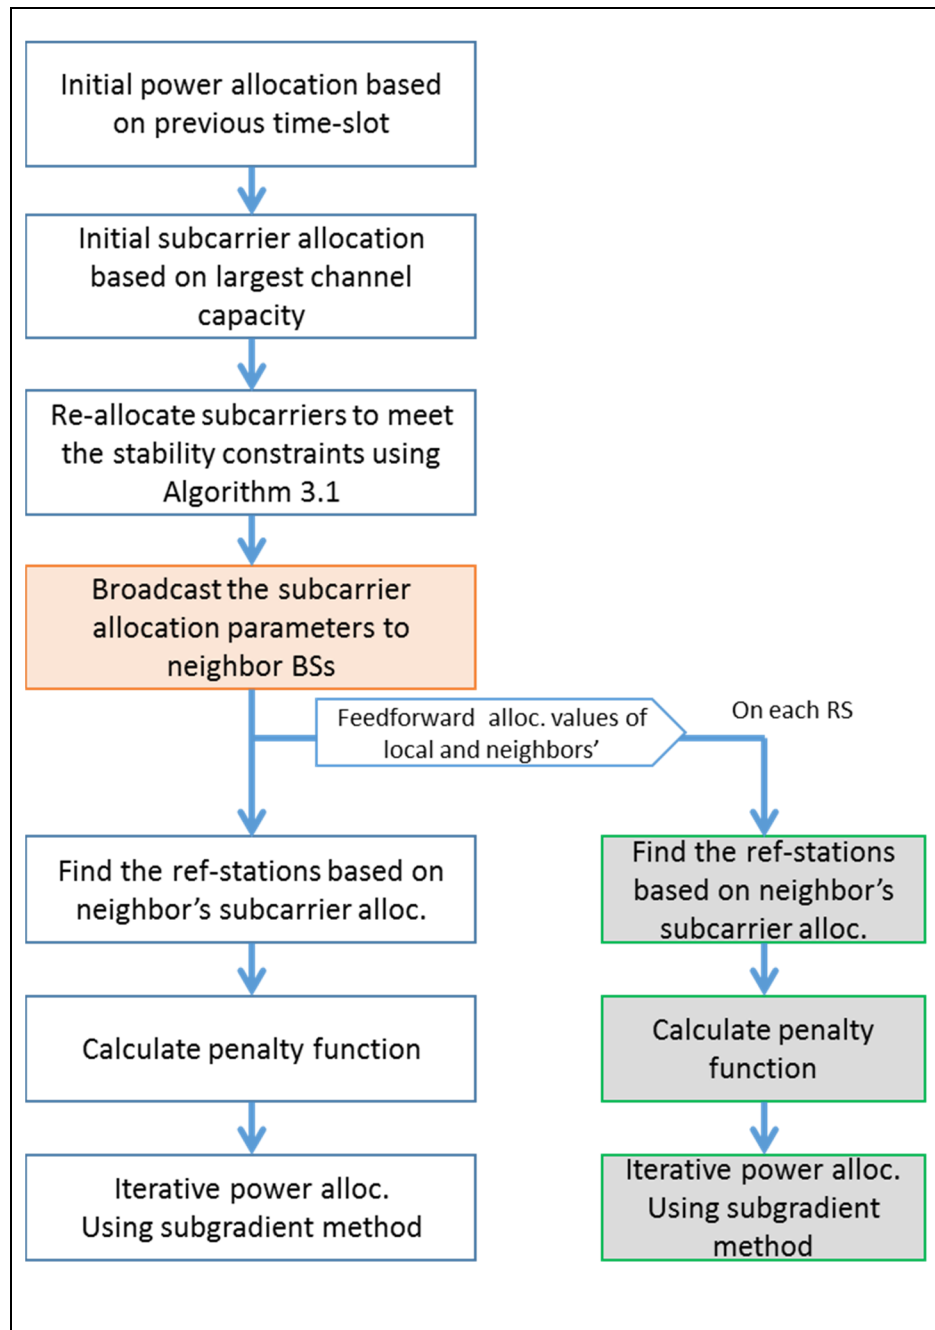 Initial power allocation based
on previous time-slot
Initial subcarrier allocation
based on largest channel
capacity
Re-allocate subcarriers to meet
the stability constraints using
Algorithm 3.1
Broadcast the subcarrier
allocation parameters to
neighbor BSs
Feedforward alloc. values of
local and neighbors'
On each RS
Find the ref-stations based on
neighbor's subcarrier alloc.
Calculate penalty function
Iterative power alloc.
Using subgradient method
Find the ref-stations
based on neighbor's
subcarrier alloc.
Calculate penalty
function
Iterative power alloc.
Using subgradient
method